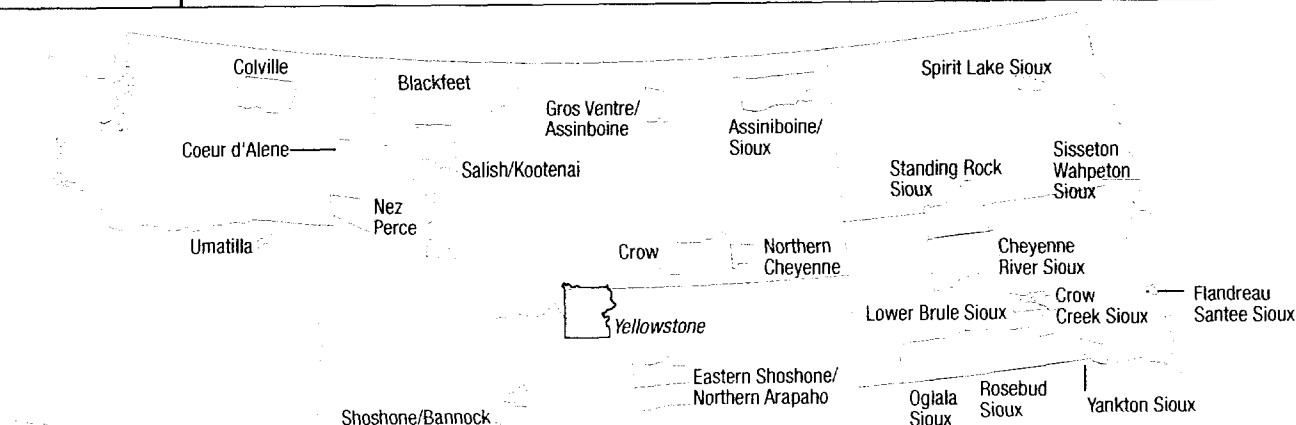 Colville
Blackfeet
Spirit Lake Sioux
Gros Ventre/
Assinboine
Assiniboine/
Sioux
Coeur d'Alene
Salish/Kootenai
Standing Rock
Sioux
Sisseton
Wahpeton
Sioux
Nez
Perce
Umatilla
Crow
Northern
Cheyenne
Cheyenne
River Sioux
Yellowstone
Lower Brule Sioux
Crow
Creek Sioux
Flandreau
Santee Sioux
Eastern Shoshone/
Northern Arapaho
Shoshone/Bannock
Oglala
Sioux
Rosebud
Sioux
Yankton Sioux